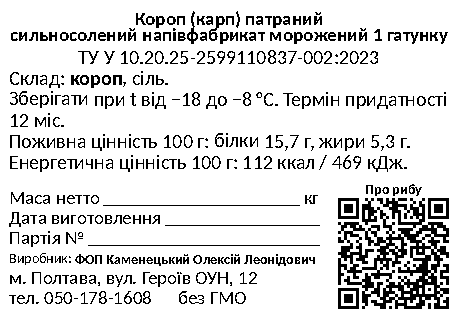 Короп (карп) патраний
сильносолений напівфабрикат морожений 1 гатунку
ТУ У 10.20.25-2599110837-002:2023
Склад: короп, сіль.
Зберігати при t від −18 до −8 °С. Термін придатності
12 міс.
Поживна цінність 100 г: білки 15,7 г, жири 5,3 г.
Енергетична цінність 100 г: 112 ккал / 469 кДж.
Маса нетто ____________________ кг
Дата виготовлення ________________
Партія № ________________________
Виробник: ФОП Каменецький Олексій Леонідович
м. Полтава, вул. Героїв ОУН, 12
тел. 050-178-1608 без ГМО
Про рибу